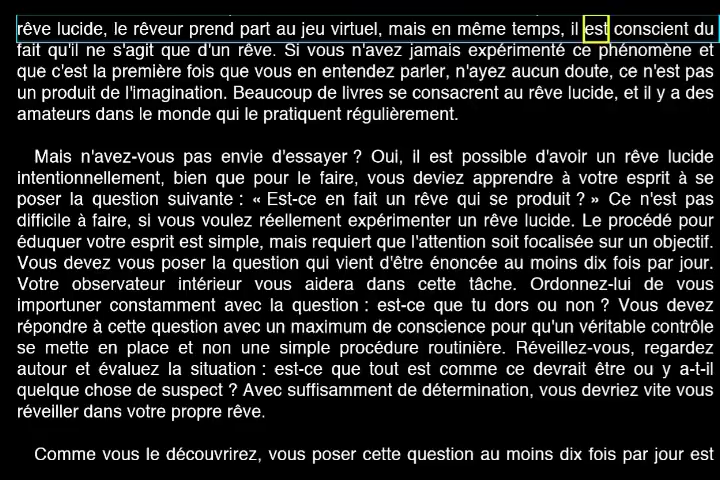 rêve lucide, le rêveur prend part au jeu virtuel, mais en même temps, il est conscient du
fait qu'il ne s'agit que d'un rêve. Si vous n'avez jamais expérimenté ce phénomène et
que c'est la première fois que vous en entendez parler, n'ayez aucun doute, ce n'est pas
un produit de l'imagination. Beaucoup de livres se consacrent au rêve lucide, et il y a des
amateurs dans le monde qui le pratiquent régulièrement.
Mais n'avez-vous pas envie d'essayer ? Oui, il est possible d'avoir un rêve lucide
intentionnellement, bien que pour le faire, vous deviez apprendre à votre esprit à se
poser la question suivante : « Est-ce en fait un rêve qui se produit ? » Ce n'est pas
difficile à faire, si vous voulez réellement expérimenter un rêve lucide. Le procédé pour
éduquer votre esprit est simple, mais requiert que l'attention soit focalisée sur un objectif.
Vous devez vous poser la question qui vient d'être énoncée au moins dix fois par jour.
Votre observateur intérieur vous aidera dans cette tâche. Ordonnez-lui de vous
importuner constamment avec la question : est-ce que tu dors ou non ? Vous devez
répondre à cette question avec un maximum de conscience pour qu'un véritable contrôle
se mette en place et non une simple procédure routinière. Réveillez-vous, regardez
autour et évaluez la situation : est-ce que tout est comme ce devrait être ou y a-t-il
quelque chose de suspect ? Avec suffisamment de détermination, vous devriez vite vous
réveiller dans votre propre rêve.
Comme vous le découvrirez, vous poser cette question au moins dix fois par jour est